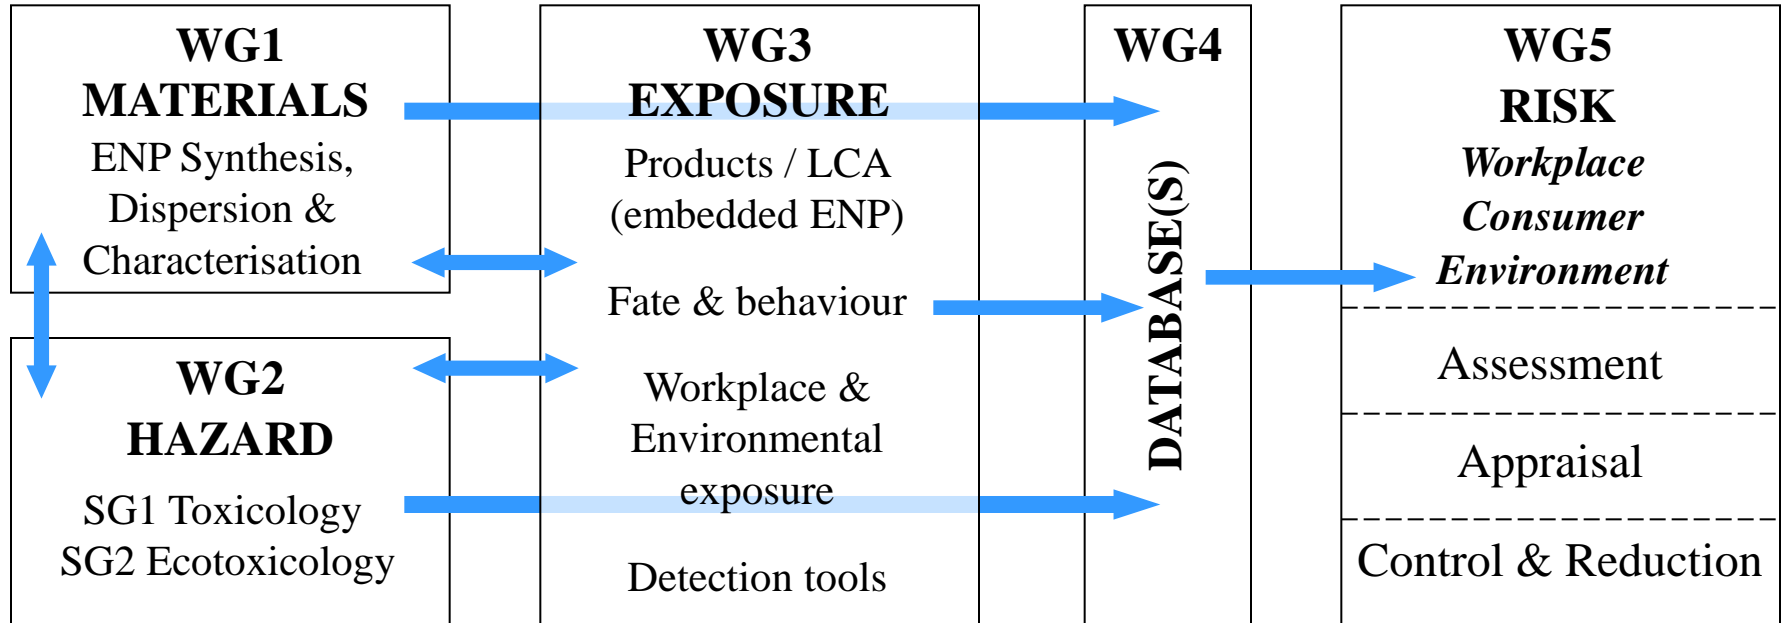 WG1
MATERIALS
ENP Synthesis,
Dispersion &
Characterisation
WG2
HAZARD
SG1 Toxicology
SG2 Ecotoxicology
WG3
EXPOSURE
Products / LCA
(embedded ENP)
Fate & behaviour
Workplace &
Environmental
exposure
Detection tools
WG4
DATABASE(S)
WG5
RISK
Workplace
Consumer
Environment
Assessment
Appraisal
Control & Reduction